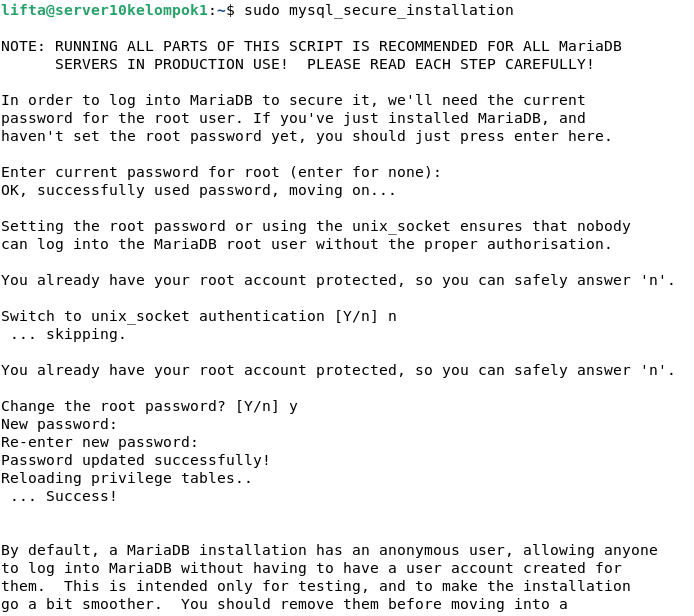 lifta@server10kelompok1:~$ sudo mysql_secure_installation
NOTE: RUNNING ALL PARTS OF THIS SCRIPT IS RECOMMENDED FOR ALL MariaDB
      SERVERS IN PRODUCTION USE!  PLEASE READ EACH STEP CAREFULLY!
In order to log into MariaDB to secure it, we'll need the current
password for the root user. If you've just installed MariaDB, and
haven't set the root password yet, you should just press enter here.
Enter current password for root (enter for none):
OK, successfully used password, moving on...
Setting the root password or using the unix_socket ensures that nobody
can log into the MariaDB root user without the proper authorisation.
You already have your root account protected, so you can safely answer 'n'.
Switch to unix_socket authentication [Y/n] n
 ... skipping.
You already have your root account protected, so you can safely answer 'n'.
Change the root password? [Y/n] y
New password:
Re-enter new password:
Password updated successfully!
Reloading privilege tables..
 ... Success!
By default, a MariaDB installation has an anonymous user, allowing anyone
to log into MariaDB without having to have a user account created for
them.  This is intended only for testing, and to make the installation
go a bit smoother.  You should remove them before moving into a